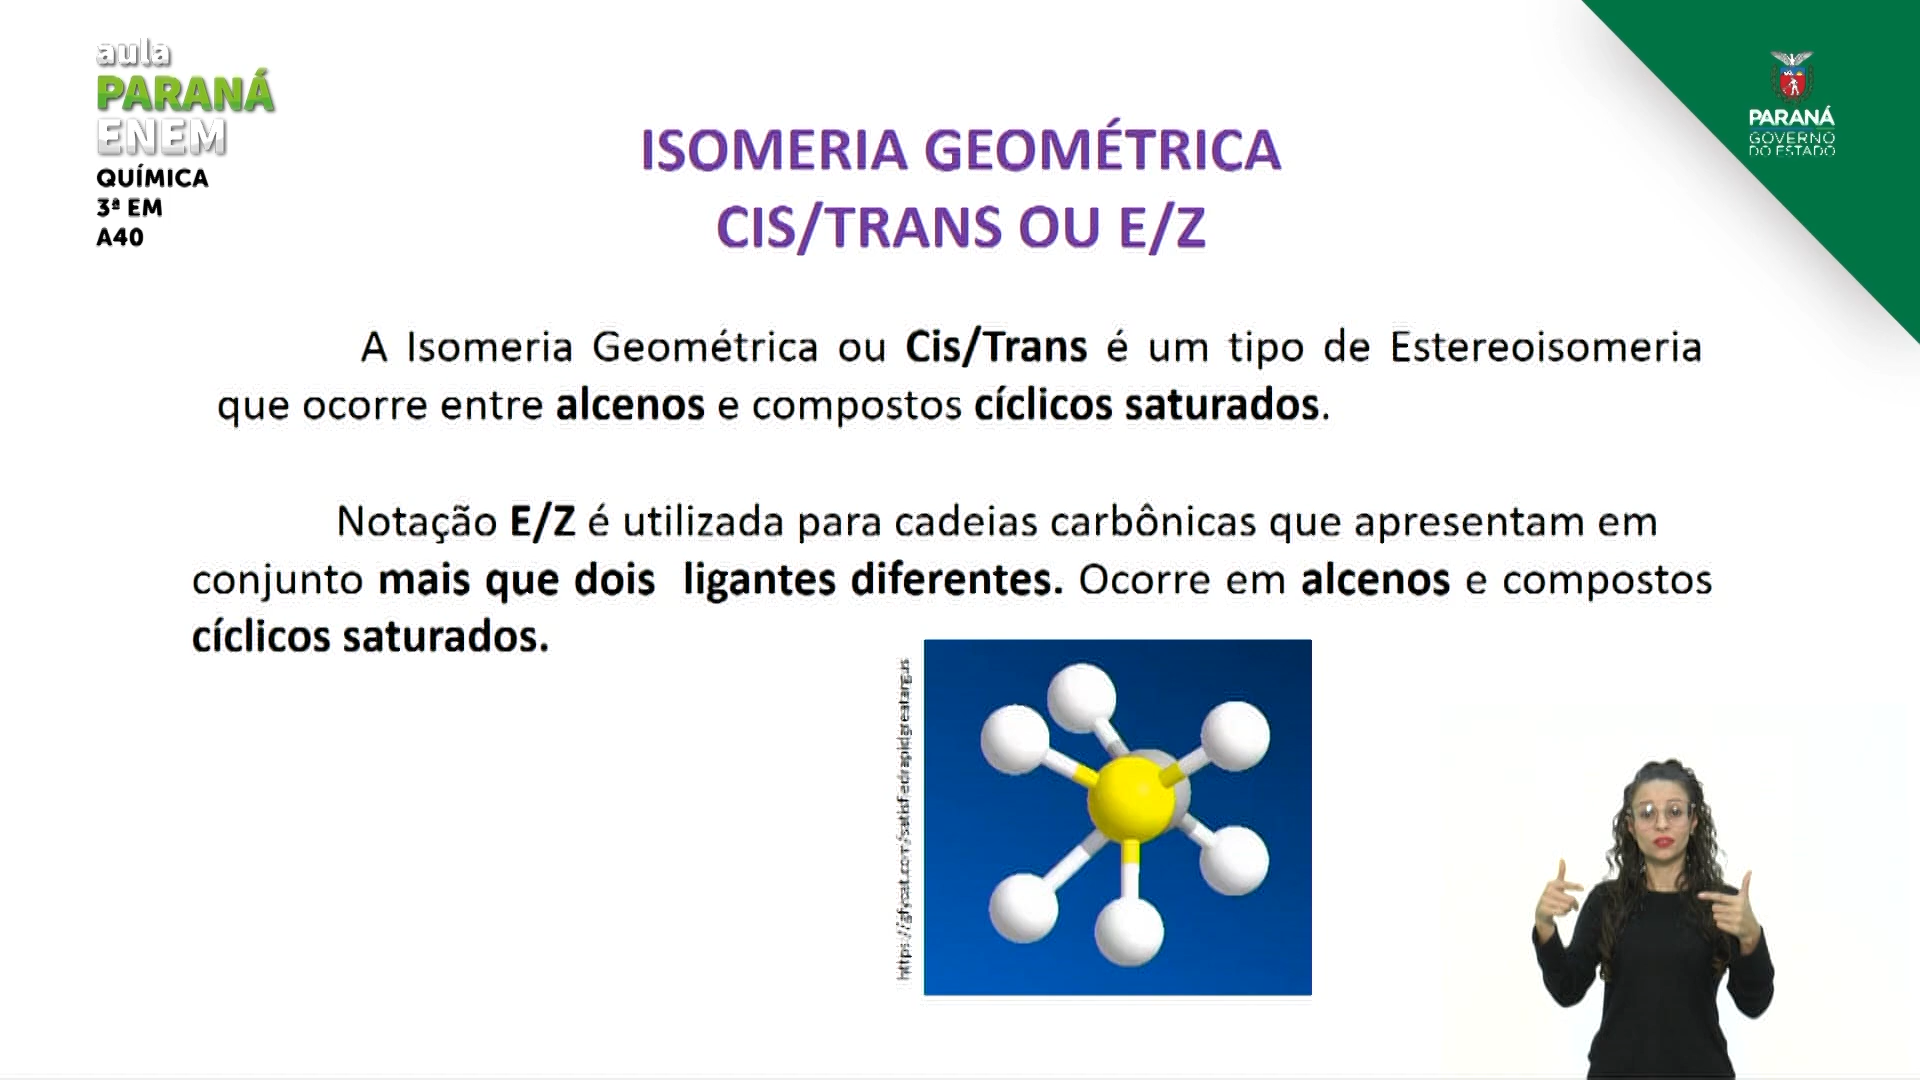 aula
PARANÁ
ENEM
QUÍMICA
3ª EM
A40
PARANÁ
GOVERNO
DO ESTADO
ISOMERIA GEOMÉTRICA
CIS/TRANS OU E/Z
A Isomeria Geométrica ou Cis/Trans é um tipo de Estereoisomeria
que ocorre entre alcenos e compostos cíclicos saturados.
Notação E/Z é utilizada para cadeias carbônicas que apresentam em
conjunto mais que dois ligantes diferentes. Ocorre em alcenos e compostos
cíclicos saturados.